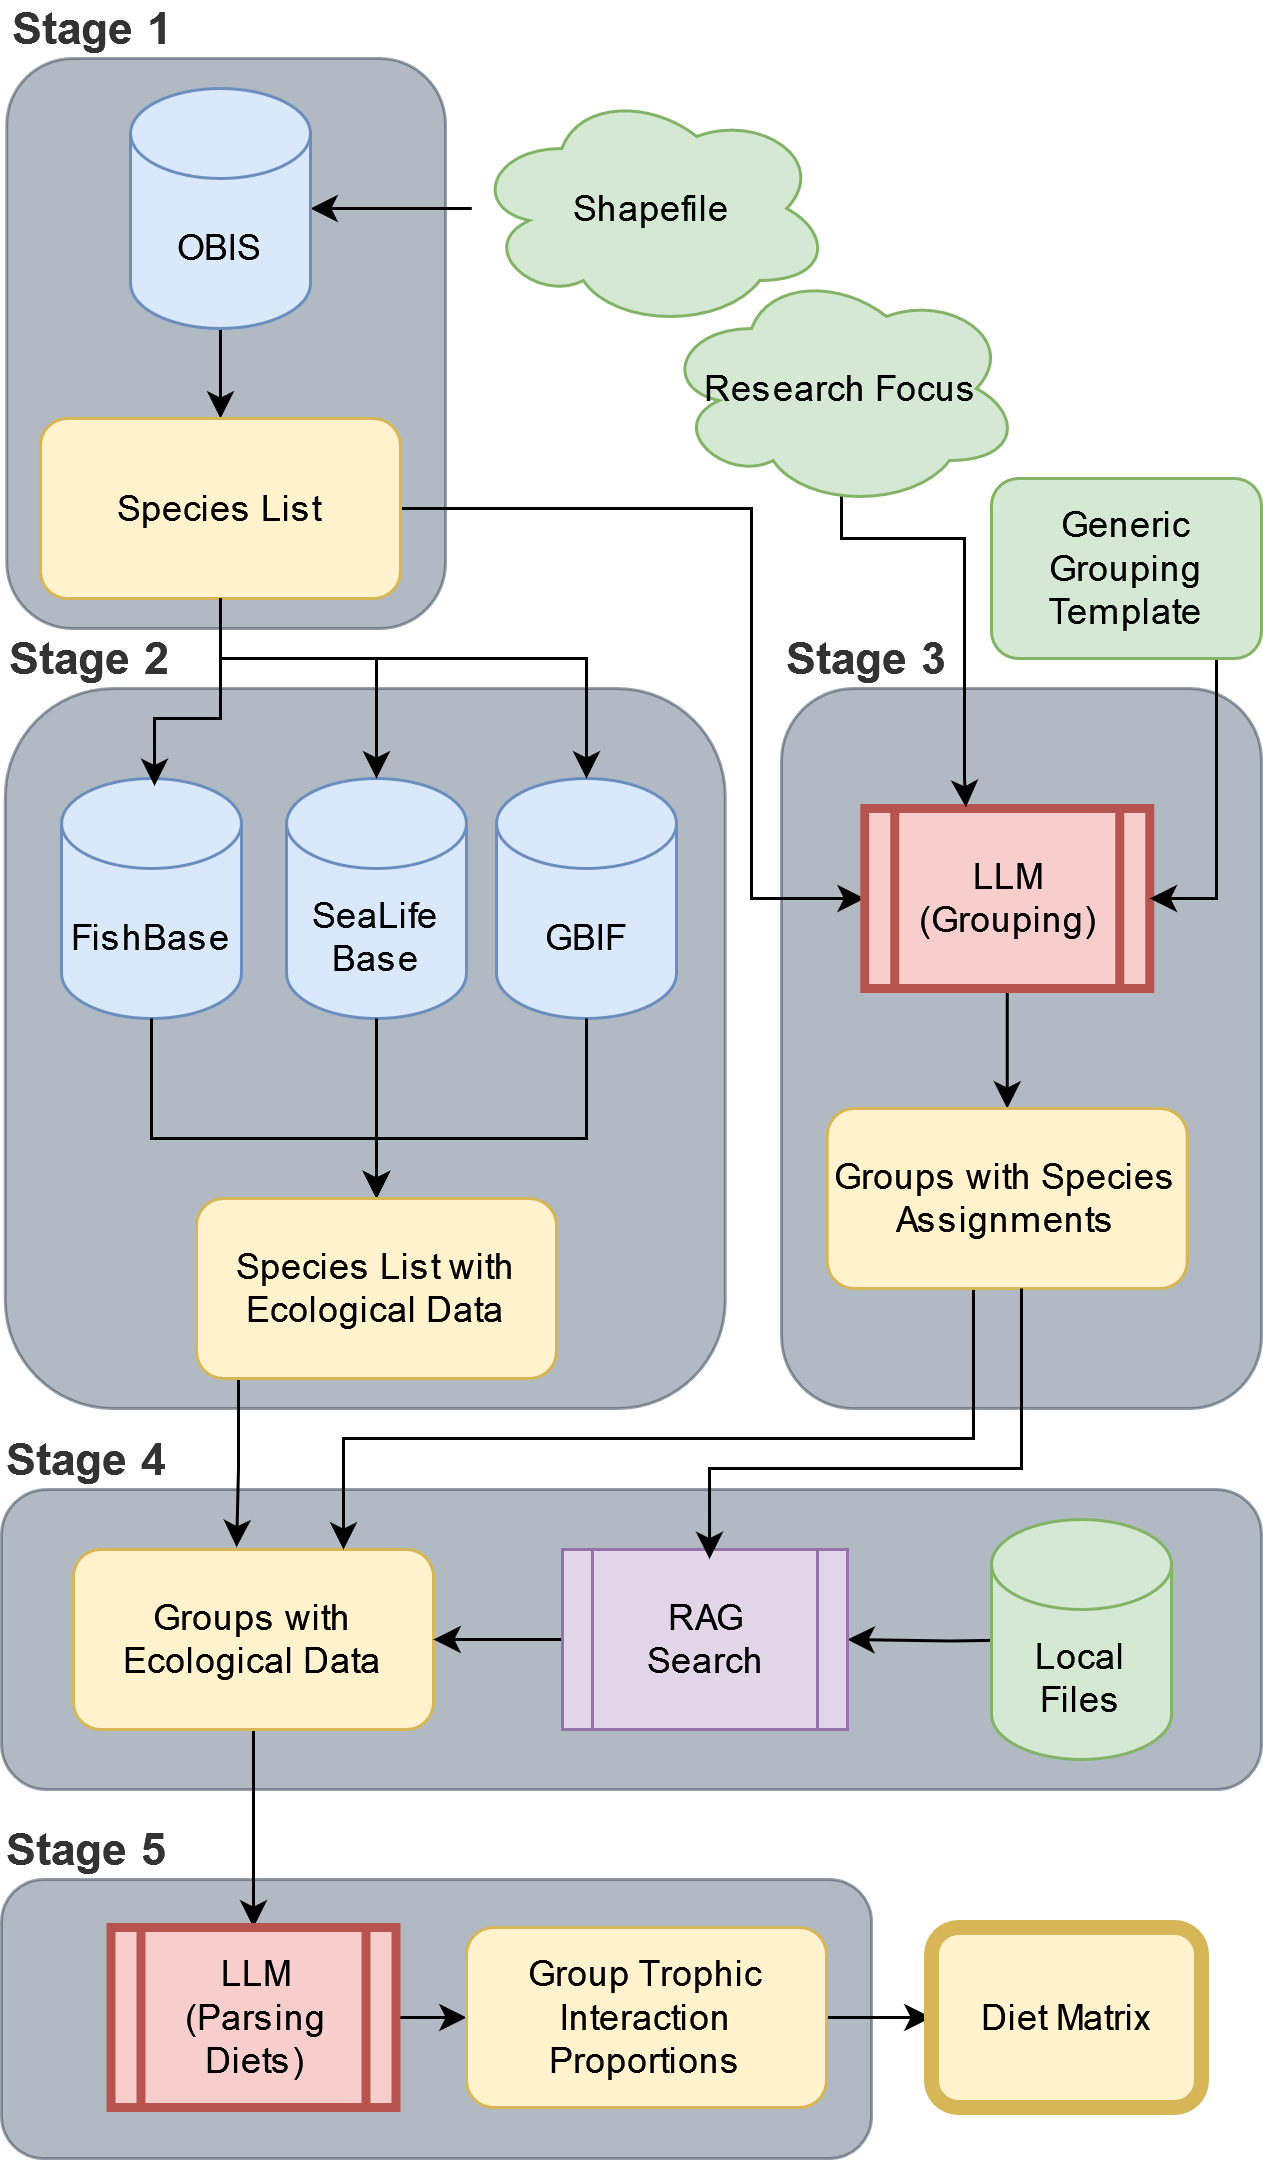 Stage 1
OBIS
Shapefile
Research Focus
Species List
Generic
Grouping
Template
Stage 2
FishBase
SeaLife
Base
GBIF
Species List with
Ecological Data
Stage 3
LLM
(Grouping)
Groups with Species
Assignments
Stage 4
Groups with
Ecological Data
RAG
Search
Local
Files
Stage 5
LLM
(Parsing
Diets)
Group Trophic
Interaction
Proportions
Diet Matrix